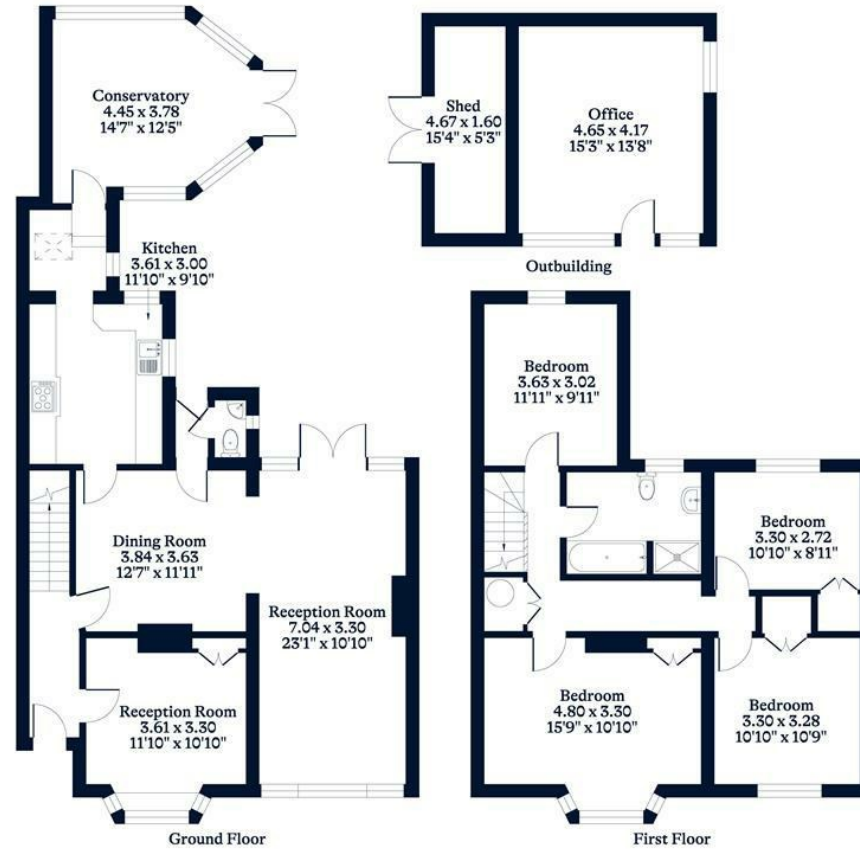 Conservatory
4.45 x 3.78
14'7" x 12'5"
Shed
4.67 x 1.60
15'4" x 5'3"
Office
4.65 x 4.17
15'3" x 13'8"
Outbuilding
Kitchen
3.61 x 3.00
11'10" x 9'10"
Dining Room
3.84 x 3.63
12'7" x 11'11"
Reception Room
7.04 x 3.30
23'1" x 10'10"
Reception Room
3.61 x 3.30
11'10" x 10'10"
Ground Floor
Bedroom
3.63 x 3.02
11'11" x 9'11"
Bedroom
3.30 x 2.72
10'10" x 8'11"
Bedroom
4.80 x 3.30
15'9" x 10'10"
Bedroom
3.30 x 3.28
10'10" x 10'9"
First Floor